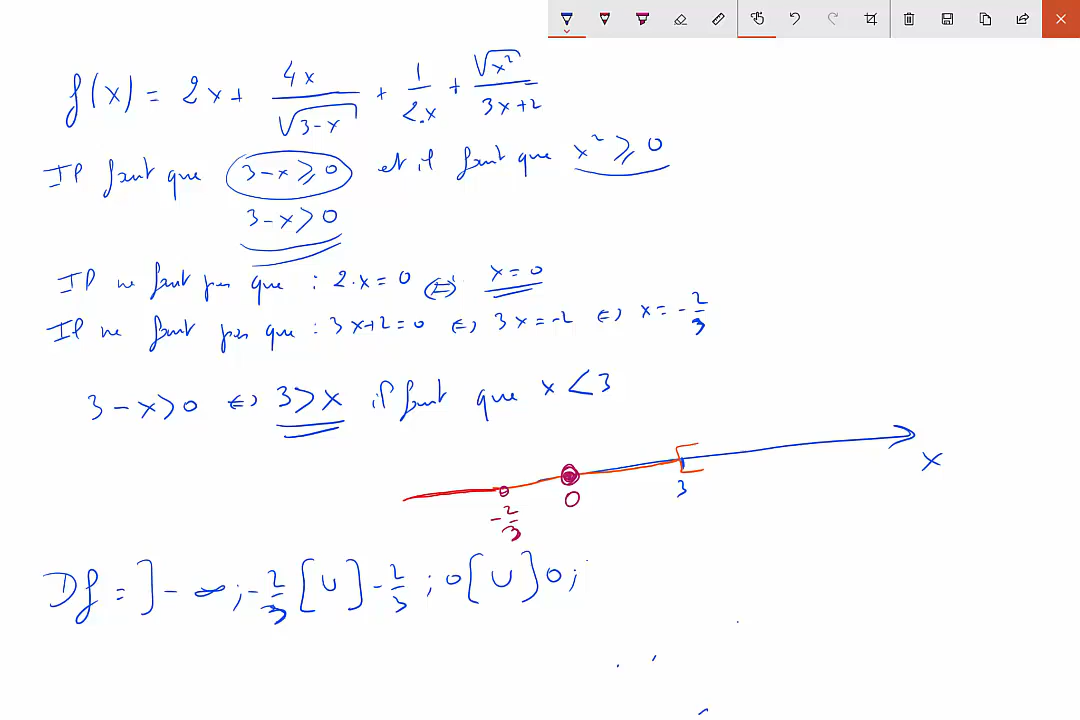 f(x) = 2x + 4x/√(3-x) + 1/2.x + √x²/3x+2
Il faut que 3-x ≥ 0 et il faut que x² ≥ 0
3-x > 0
Il ne faut pas que : 2.x = 0 ⇔ x = 0
Il ne faut pas que : 3x+2 = 0 ⇔ 3x = -2 ⇔ x = -2/3
3-x > 0 ⇔ 3 > x il faut que x < 3
-2/3 0 3 x
Df = ]-∞ ; -2/3[ ∪ ]-2/3 ; 0[ ∪ ]0 ;